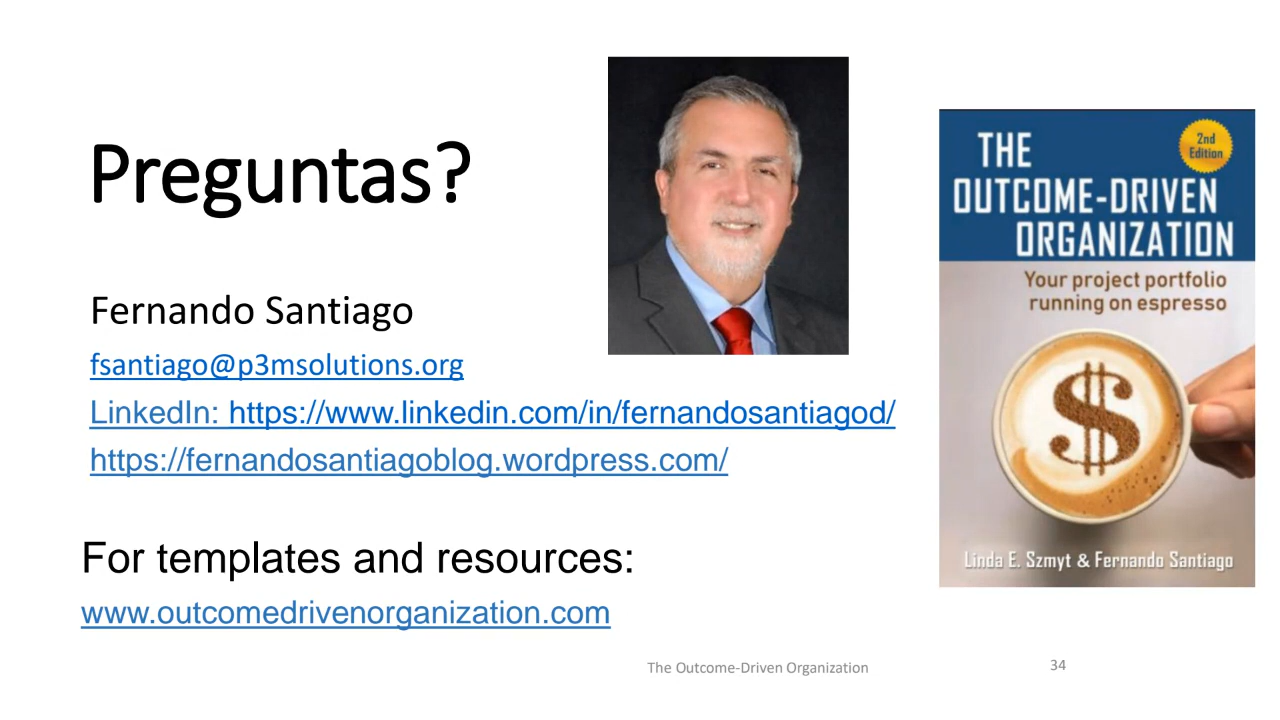 Preguntas?
Fernando Santiago
fsantiago@p3msolutions.org
LinkedIn: https://www.linkedin.com/in/fernandosantiagod/
https://fernandosantiagoblog.wordpress.com/
For templates and resources:
www.outcomedrivenorganization.com
THE
OUTCOME-DRIVEN
ORGANIZATION
2nd
Edition
Your project portfolio
running on espresso
$
Linda E. Szmyt & Fernando Santiago
The Outcome-Driven Organization
34